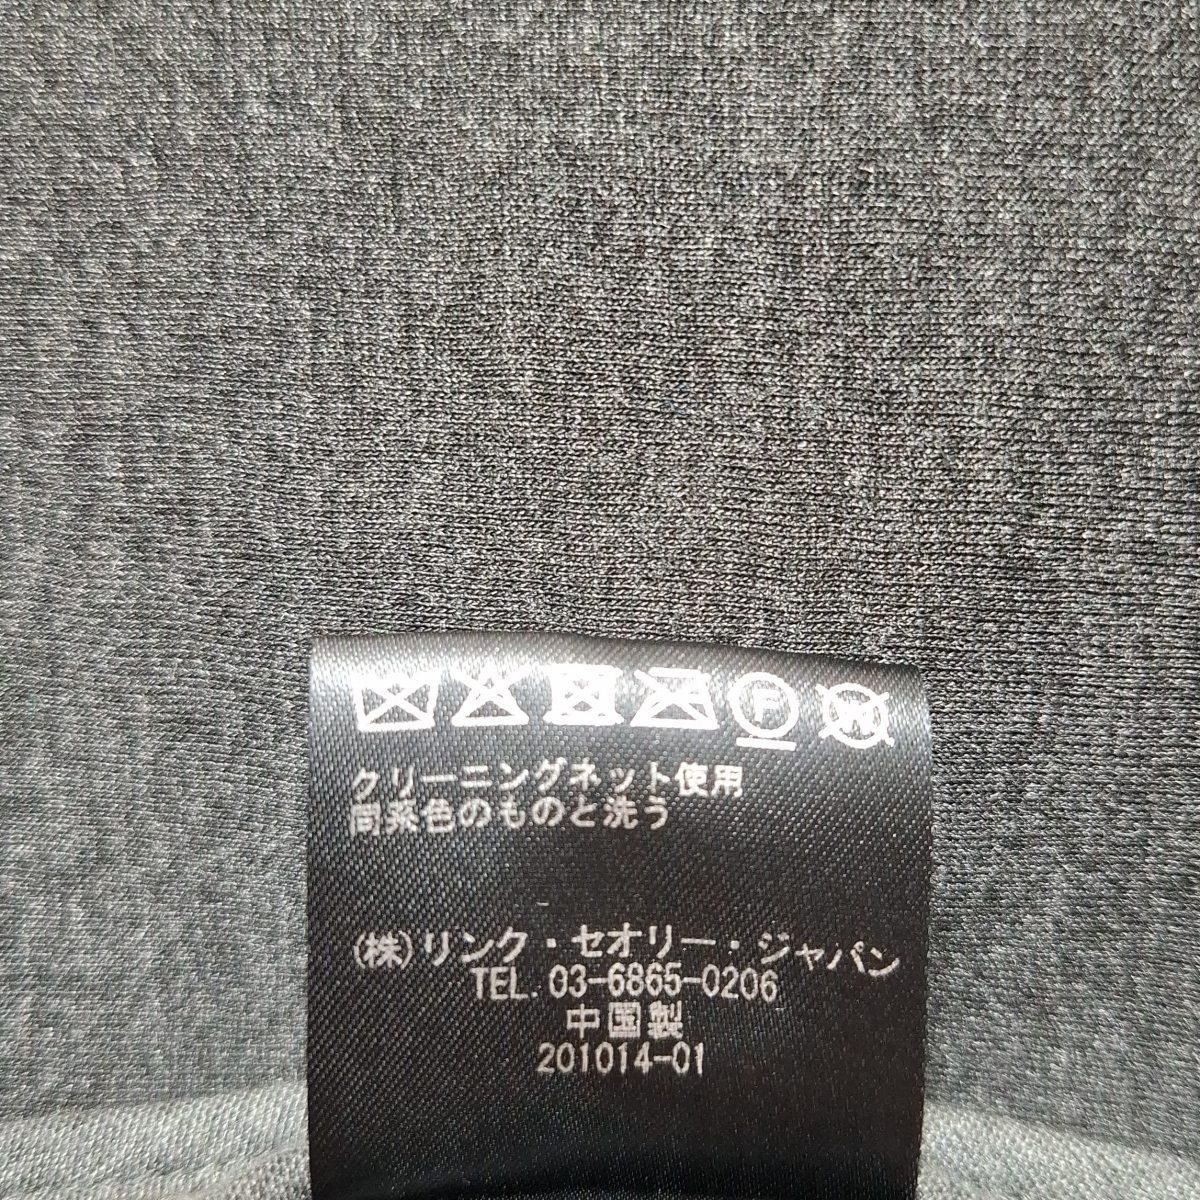 F W
クリーニングネット使用
同系色のものと洗う
(株)リンク・セオリー・ジャパン
TEL. 03-6865-0206
中国製
201014-01